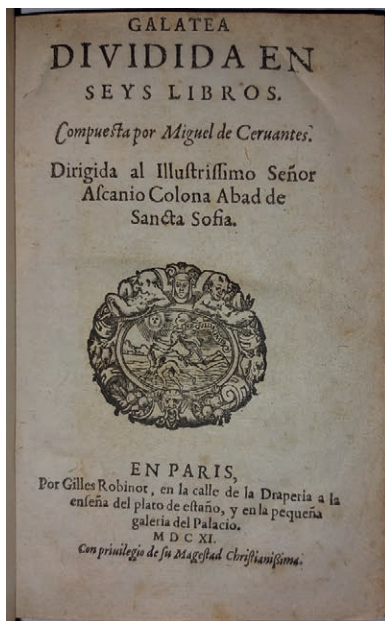 GALATEA
DIVIDIDA EN
SEYS LIBROS.
Compuesta por Miguel de Ceruantes.
Dirigida al Illustrissimo Señor
Ascanio Colona Abad de
Sancta Sofia.
EN PARIS,
Por Gilles Robinot, en la calle de la Draperia a la
enseña del plato de estaño, y en la pequeña
galeria del Palacio.
M D C XI.
Con priuilegio de su Magestad Christianissima.